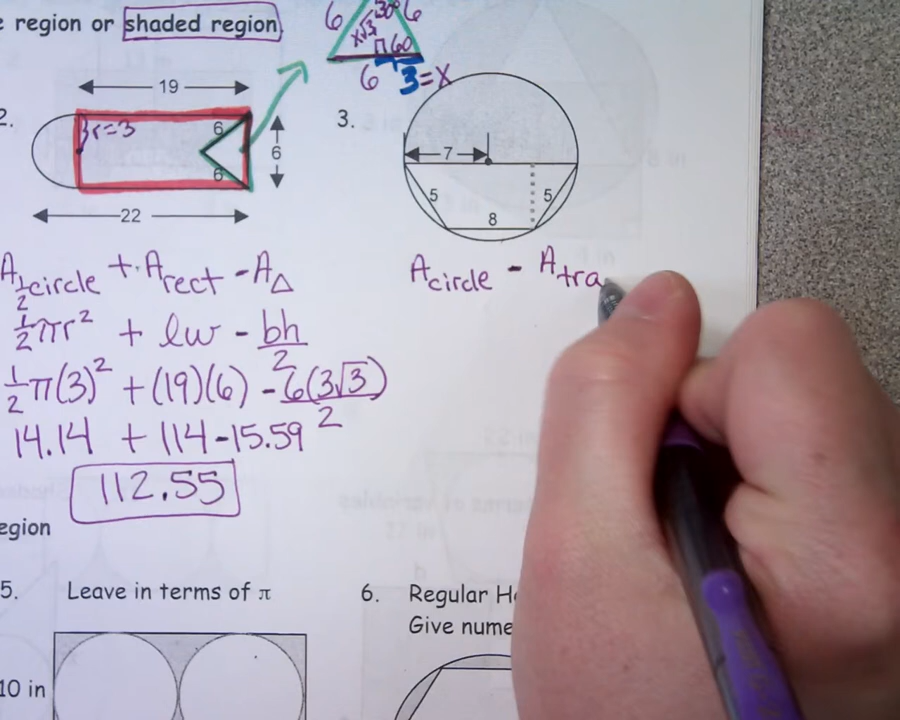 e region or shaded region
6 30° 6
x√3 60
6 3=x
2.
19
r=3 6
6
6
22
3.
7
5 5
8
A½circle + Arect - A△
½πr² + lw - bh/2
½π(3)² + (19)(6) - 6(3√3)/2
14.14 + 114 - 15.59
112.55
Acircle - Atra
egion
5. Leave in terms of π
10 in
6. Regular H
Give nume